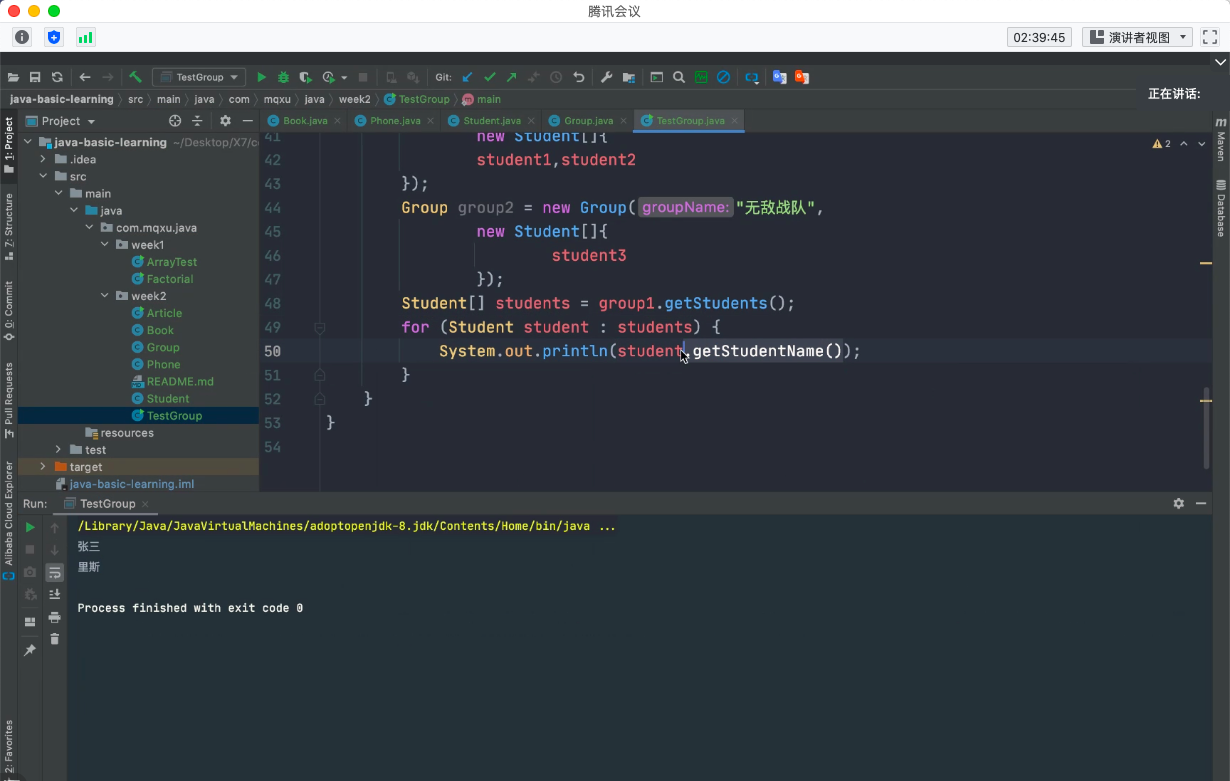 腾讯会议
02:39:45
演讲者视图
TestGroup
Git:
java-basic-learning
src
main
java
com
mqxu
java
week2
TestGroup
main
正在讲话:
1: Project
Z: Structure
0: Commit
Pull Requests
Alibaba Cloud Explorer
2: Favorites
Project
java-basic-learning ~/Desktop/X7/c
.idea
src
main
java
com.mqxu.java
week1
ArrayTest
Factorial
week2
Article
Book
Group
Phone
README.md
Student
TestGroup
resources
test
target
java-basic-learning.iml
Book.java
Phone.java
Student.java
Group.java
TestGroup.java
2
m
Maven
Database
41 new Student[]{
42 student1,student2
43 });
44 Group group2 = new Group( groupName: "无敌战队",
45 new Student[]{
46 student3
47 });
48 Student[] students = group1.getStudents();
49 for (Student student : students) {
50 System.out.println(student.getStudentName());
51 }
52 }
53 }
54
Run:
TestGroup
/Library/Java/JavaVirtualMachines/adoptopenjdk-8.jdk/Contents/Home/bin/java ...
张三
里斯
Process finished with exit code 0